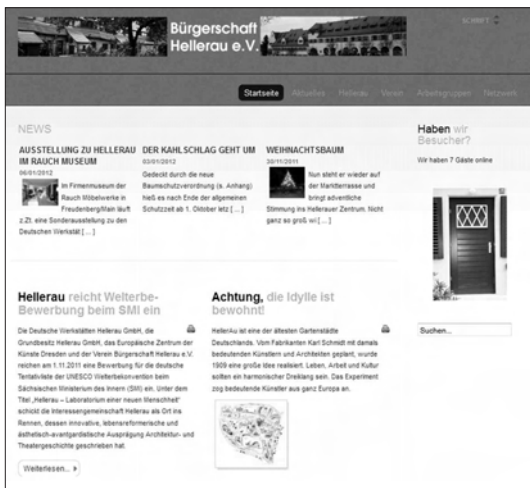 Bürgerschaft
Hellerau e.V.
SCHRIFT
Startseite Aktuelles Hellerau Verein Arbeitsgruppen Netzwerk
NEWS
AUSSTELLUNG ZU HELLERAU
IM RAUCH MUSEUM
06/01/2012
Im Firmenmuseum der
Rauch Möbelwerke in
Freudenberg/Main läuft
z.Zt. eine Sonderausstellung zu den
Deutschen Werkstät [ ... ]
DER KAHLSCHLAG GEHT UM
03/01/2012
Gedeckt durch die neue
Baumschutzverordnung (s. Anhang)
hieß es nach Ende der allgemeinen
Schutzzeit ab 1. Oktober letz [ ... ]
WEIHNACHTSBAUM
30/11/2011
Nun steht er wieder auf
der Marktterrasse und
bringt adventliche
Stimmung ins Hellerauer Zentrum. Nicht
ganz so groß wi [ ... ]
Haben wir
Besucher?
Wir haben 7 Gäste online
Suchen...
Hellerau reicht Welterbe-
Bewerbung beim SMI ein
Die Deutsche Werkstätten Hellerau GmbH, die
Grundbesitz Hellerau GmbH, das Europäische Zentrum der
Künste Dresden und der Verein Bürgerschaft Hellerau e.V.
reichen am 1.11.2011 eine Bewerbung für die deutsche
Tentativliste der UNESCO Welterbekonvention beim
Sächsischen Ministerium des Innern (SMI) ein. Unter dem
Titel „Hellerau – Laboratorium einer neuen Menschheit"
schickt die Interessengemeinschaft Hellerau als Ort ins
Rennen, dessen innovative, lebensreformerische und
ästhetisch-avantgardistische Ausprägung Architektur- und
Theatergeschichte geschrieben hat.
Weiterlesen...
Achtung, die Idylle ist
bewohnt!
HellerAu ist eine der ältesten Gartenstädte
Deutschlands. Vom Fabrikanten Karl Schmidt mit damals
bedeutenden Künstlern und Architekten geplant, wurde
1909 eine große Idee realisiert. Leben, Arbeit und Kultur
sollten ein harmonischer Dreiklang sein. Das Experiment
zog bedeutende Künstler aus ganz Europa an.